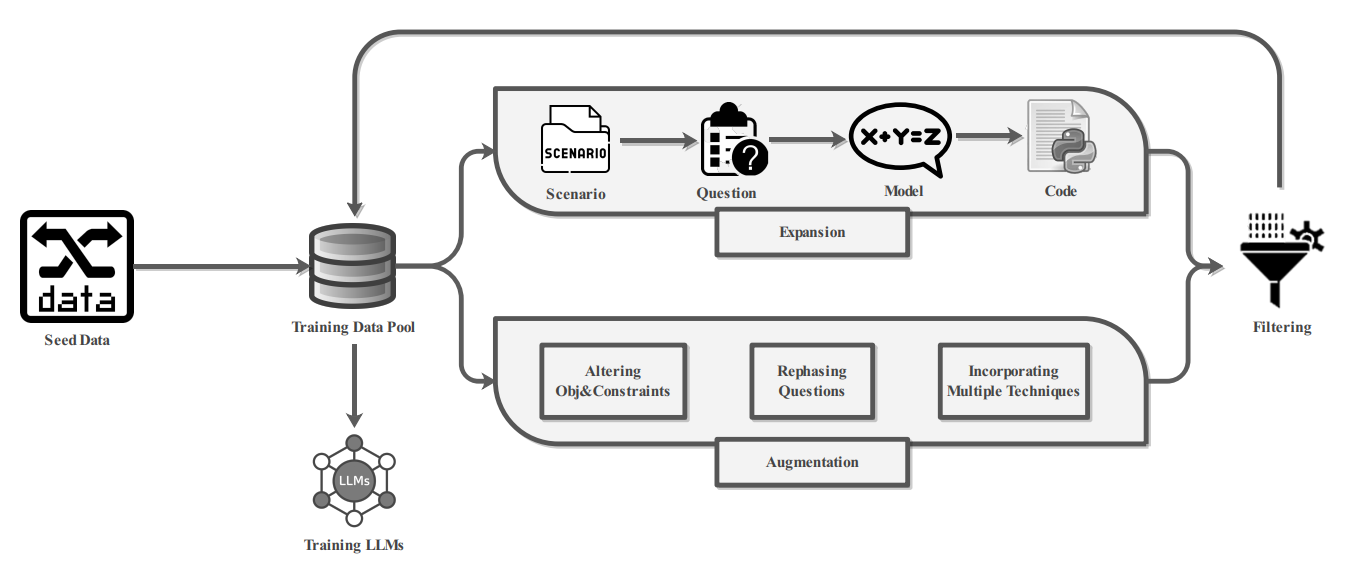 SCENARIO
?
X+Y=Z
Scenario
Question
Model
Code
Expansion
data
Seed Data
Training Data Pool
Filtering
Altering
Obj&Constraints
Rephasing
Questions
Incorporating
Multiple Techniques
Augmentation
LLMs
Training LLMs